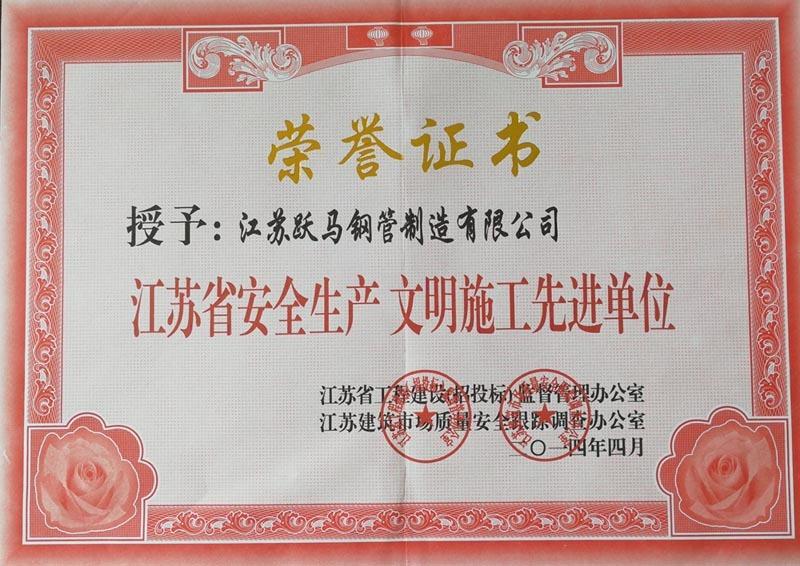 荣誉证书
授予：江苏跃马钢管制造有限公司
江苏省安全生产 文明施工先进单位
江苏省工程建设(招投标)监督管理办公室
江苏建筑市场质量安全跟踪调查办公室
二〇一四年四月